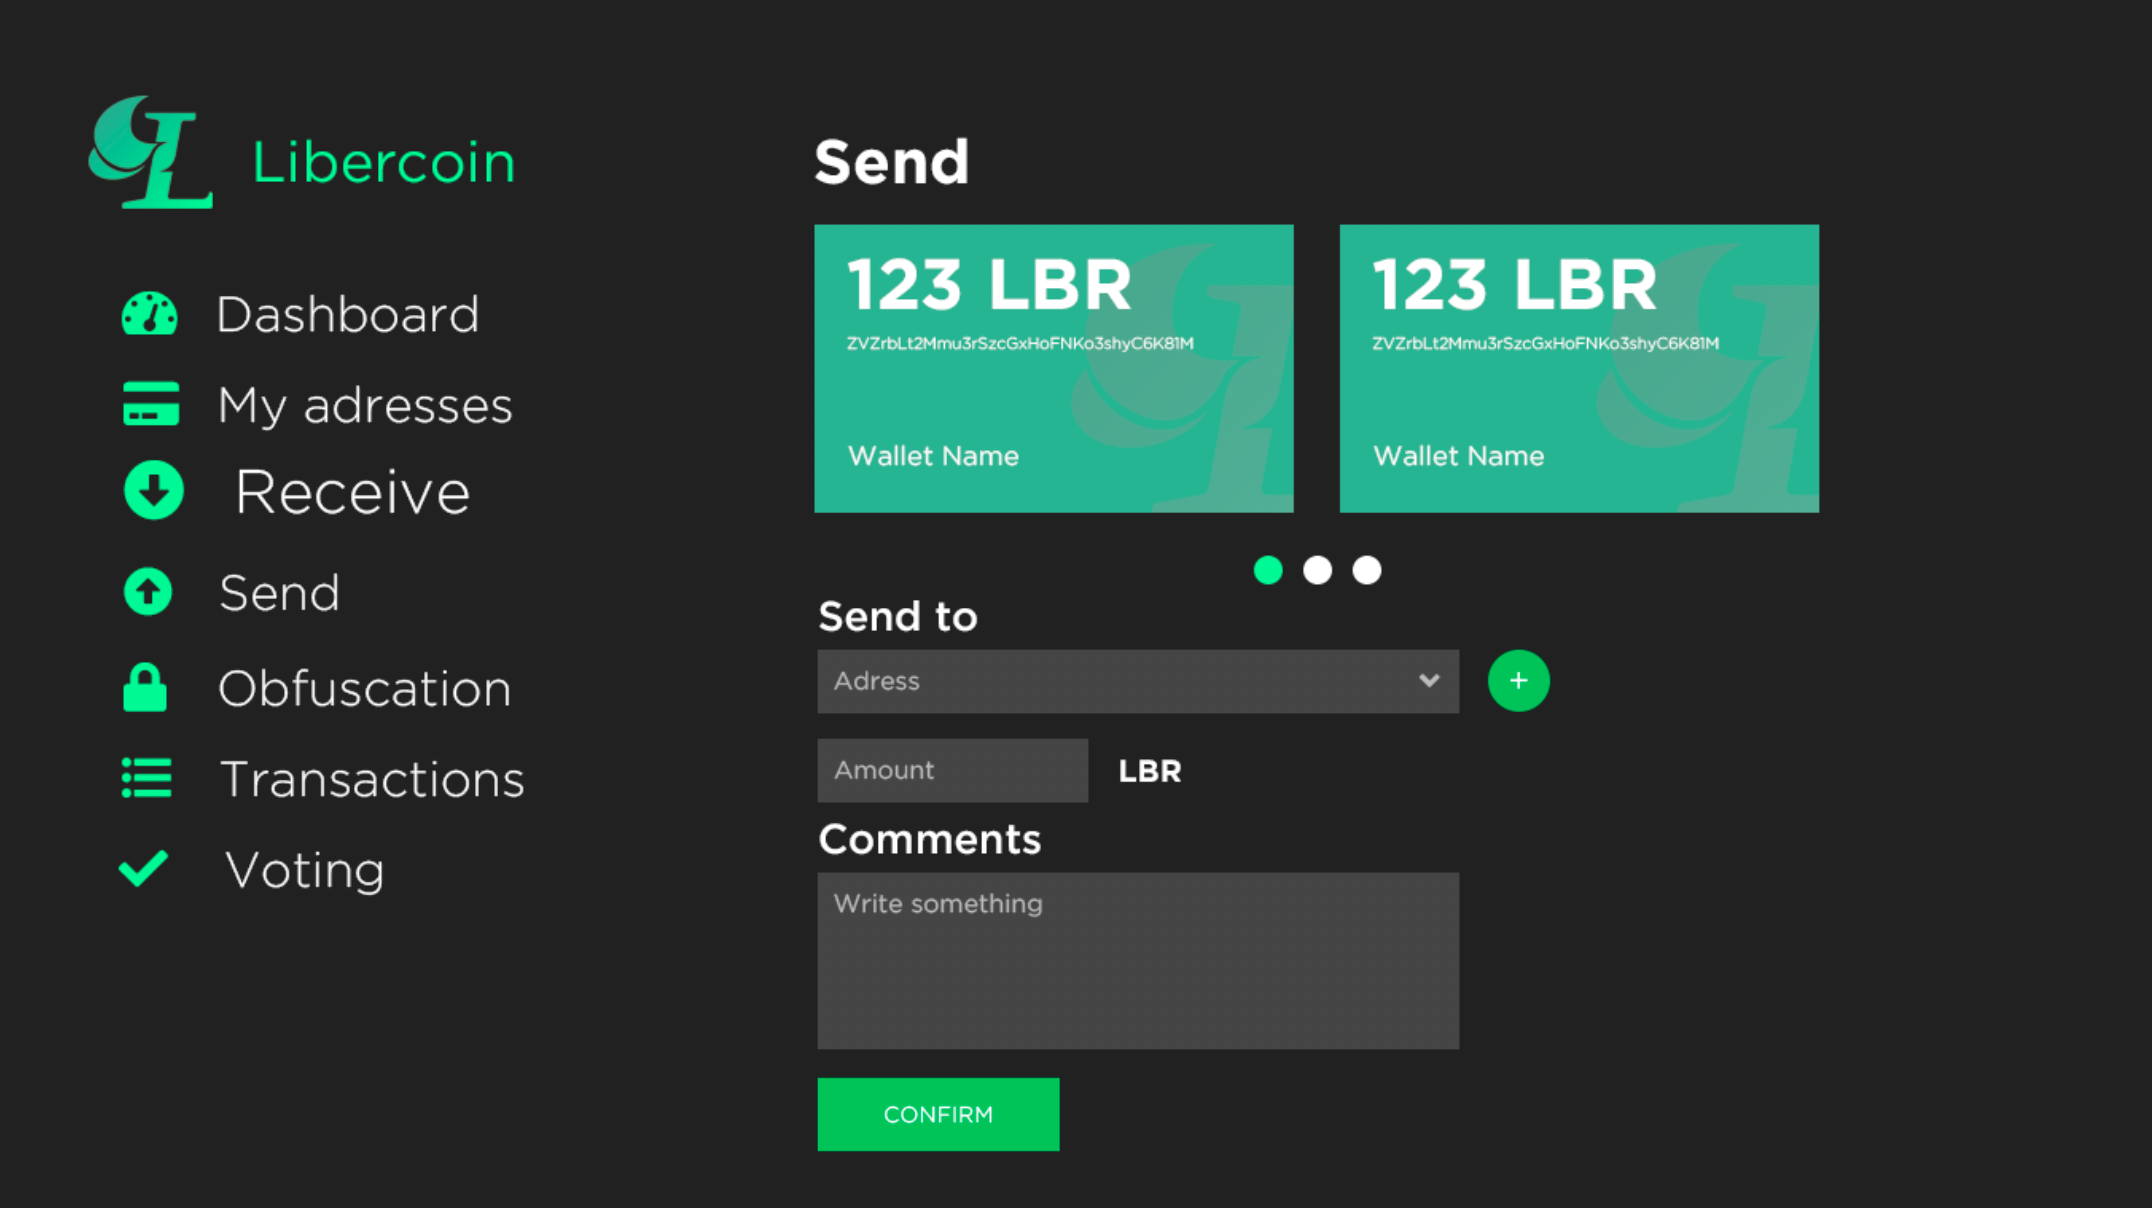 Libercoin
Dashboard
My adresses
Receive
Send
Obfuscation
Transactions
Voting
Send
123 LBR
ZVZrbLt2Mmu3rSzcGxHoFNKo3shyC6K81M
Wallet Name
123 LBR
ZVZrbLt2Mmu3rSzcGxHoFNKo3shyC6K81M
Wallet Name
Send to
Adress
+
Amount LBR
Comments
Write something
CONFIRM